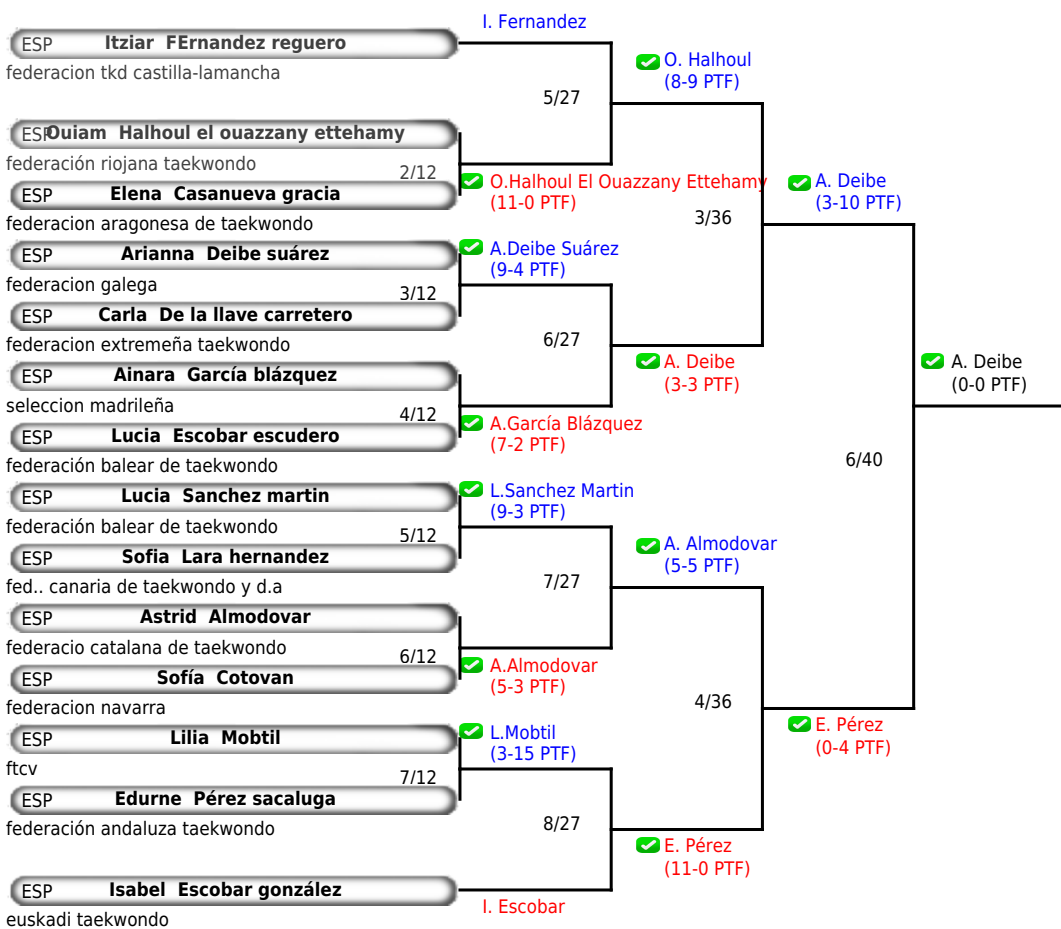 I. Fernandez
ESP Itziar FErnandez reguero
federacion tkd castilla-lamancha
O. Halhoul
(8-9 PTF)
5/27
ESP Ouiam Halhoul el ouazzany ettehamy
federación riojana taekwondo
2/12
ESP Elena Casanueva gracia
O.Halhoul El Ouazzany Ettehamy
(11-0 PTF)
A. Deibe
(3-10 PTF)
3/36
federacion aragonesa de taekwondo
ESP Arianna Deibe suárez
A.Deibe Suárez
(9-4 PTF)
federacion galega
3/12
ESP Carla De la llave carretero
federacion extremeña taekwondo
6/27
A. Deibe
(3-3 PTF)
A. Deibe
(0-0 PTF)
ESP Ainara García blázquez
seleccion madrileña
4/12
A.García Blázquez
(7-2 PTF)
ESP Lucia Escobar escudero
federación balear de taekwondo
6/40
ESP Lucia Sanchez martin
L.Sanchez Martin
(9-3 PTF)
federación balear de taekwondo
5/12
ESP Sofia Lara hernandez
A. Almodovar
(5-5 PTF)
fed.. canaria de taekwondo y d.a
7/27
ESP Astrid Almodovar
federacio catalana de taekwondo
6/12
A.Almodovar
(5-3 PTF)
ESP Sofía Cotovan
federacion navarra
4/36
ESP Lilia Mobtil
L.Mobtil
(3-15 PTF)
E. Pérez
(0-4 PTF)
ftcv
7/12
ESP Edurne Pérez sacaluga
federación andaluza taekwondo
8/27
E. Pérez
(11-0 PTF)
ESP Isabel Escobar gonzález
I. Escobar
euskadi taekwondo